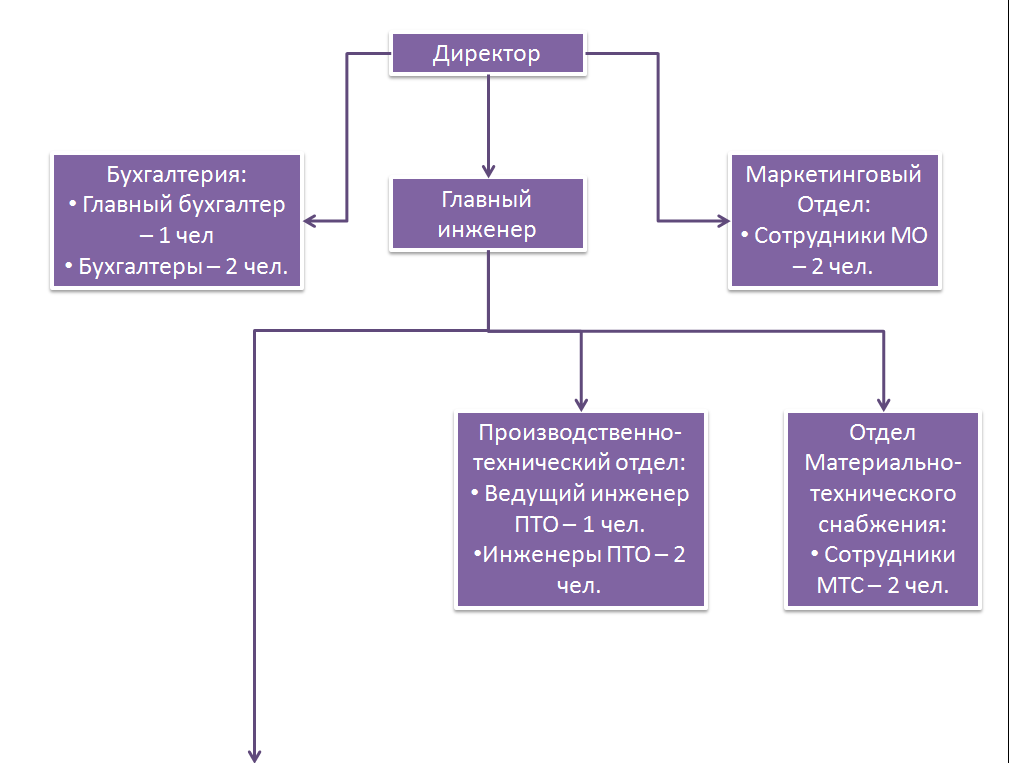 Директор
Бухгалтерия:
• Главный бухгалтер
– 1 чел
• Бухгалтеры – 2 чел.
Главный
инженер
Маркетинговый
Отдел:
• Сотрудники МО
– 2 чел.
Производственно-
технический отдел:
• Ведущий инженер
ПТО – 1 чел.
•Инженеры ПТО – 2
чел.
Отдел
Материально-
технического
снабжения:
• Сотрудники
МТС – 2 чел.